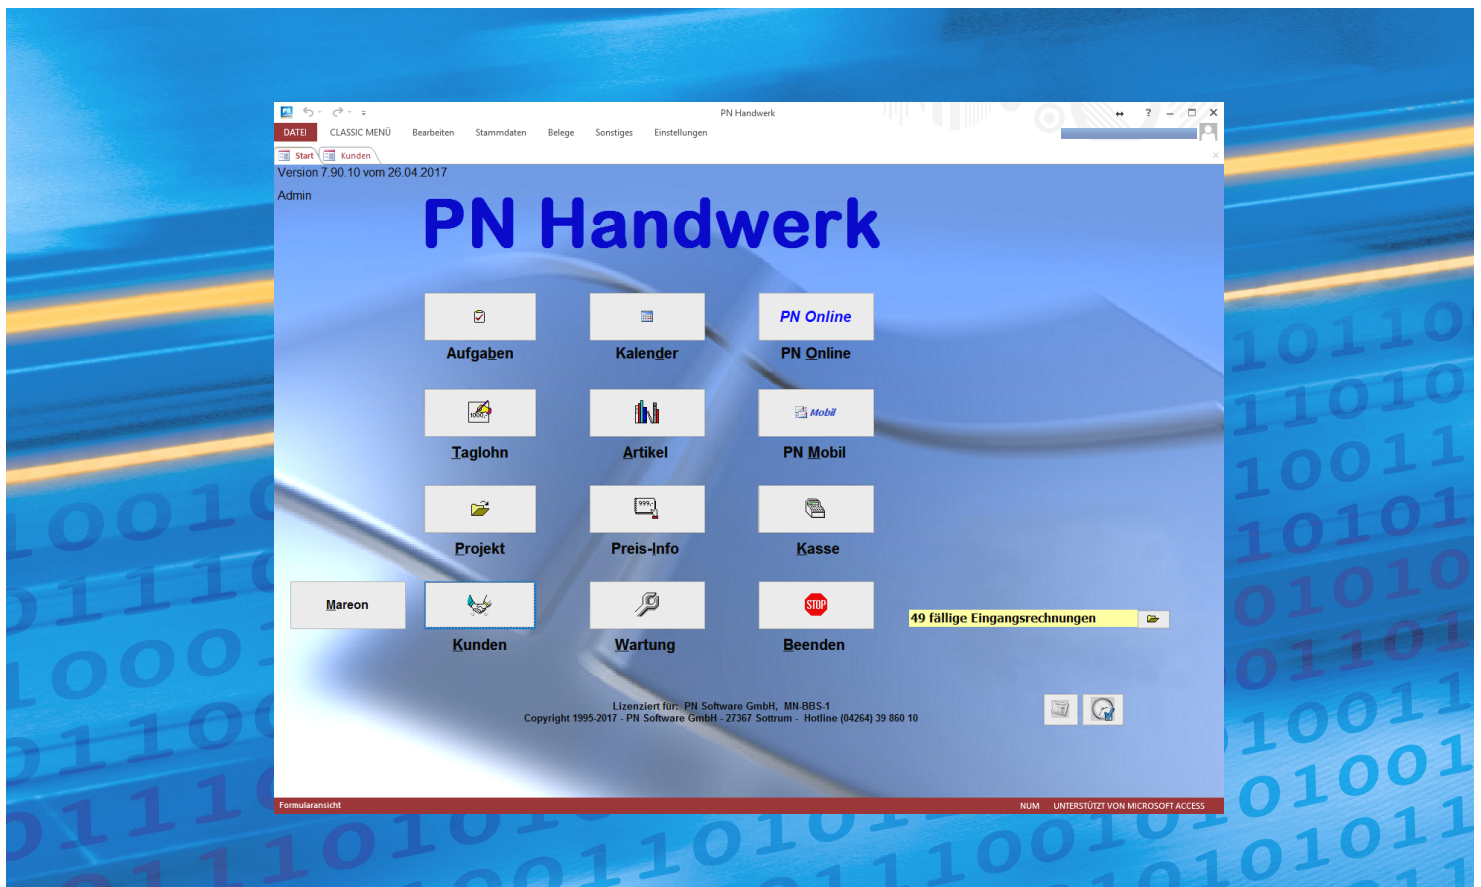 PN Handwerk
?
DATEI CLASSIC MENÜ Bearbeiten Stammdaten Belege Sonstiges Einstellungen
Start Kunden
Version 7.90.10 vom 26.04.2017
Admin
PN Handwerk
PN Online
Aufgaben Kalender PN Online
1000,- Mobil
Taglohn Artikel PN Mobil
999,-
Projekt Preis-Info Kasse
Mareon STOP
49 fällige Eingangsrechnungen
Kunden Wartung Beenden
Lizenziert für: PN Software GmbH, MN-BBS-1
Copyright 1995-2017 - PN Software GmbH - 27367 Sottrum - Hotline (04264) 39 860 10
Formularansicht NUM UNTERSTÜTZT VON MICROSOFT ACCESS